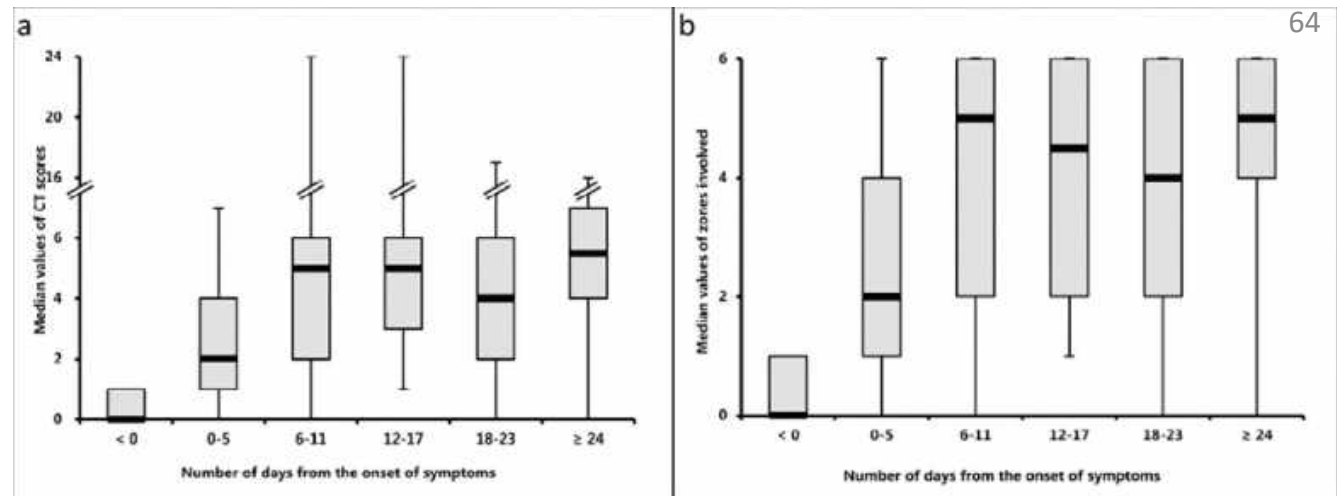 a
Median values of CT scores
24
20
16
6
4
2
0
< 0 0-5 6-11 12-17 18-23 ≥ 24
Number of days from the onset of symptoms
b
64
Median values of zones involved
6
4
2
0
< 0 0-5 6-11 12-17 18-23 ≥ 24
Number of days from the onset of symptoms